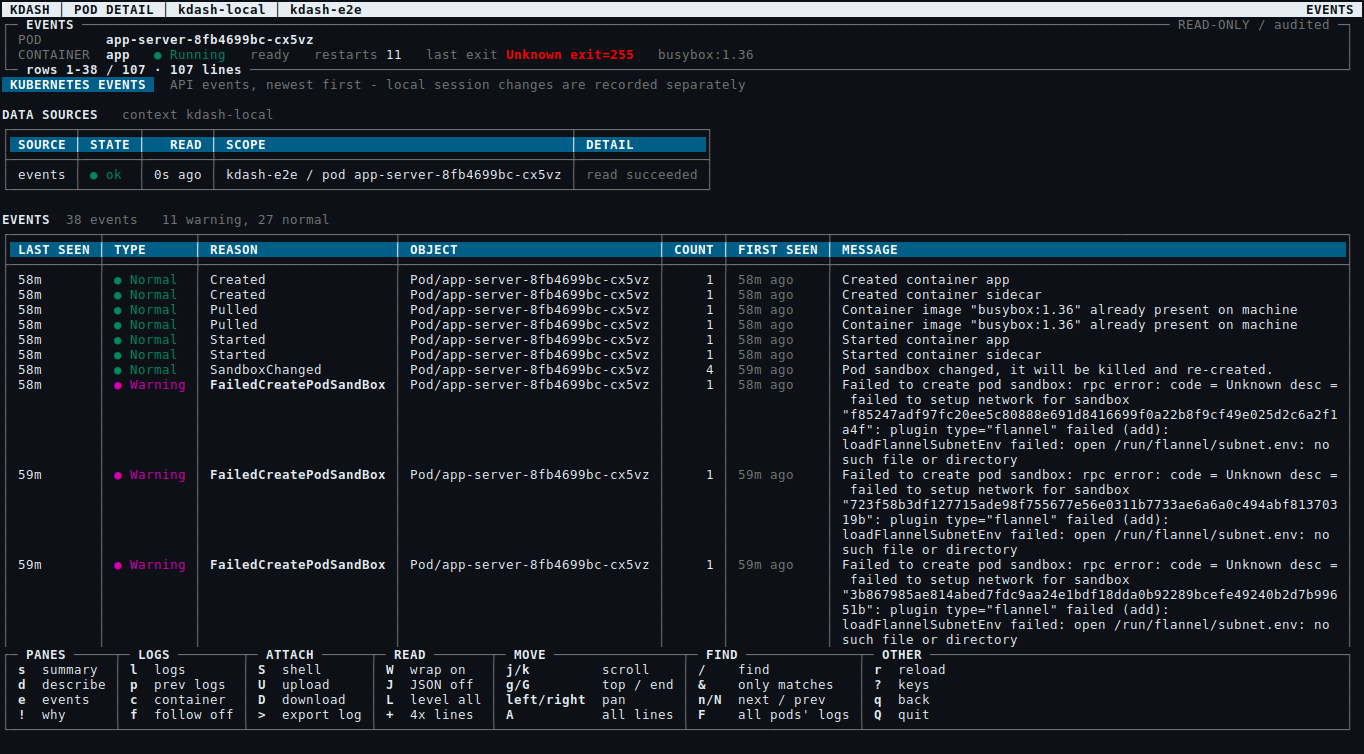 KDASH │ POD DETAIL │ kdash-local │ kdash-e2e EVENTS
EVENTS READ-ONLY / audited
POD app-server-8fb4699bc-cx5vz
CONTAINER app ● Running ready restarts 11 last exit Unknown exit=255 busybox:1.36
rows 1-38 / 107 · 107 lines
KUBERNETES EVENTS API events, newest first - local session changes are recorded separately
DATA SOURCES context kdash-local
SOURCE │ STATE │ READ │ SCOPE │ DETAIL
events │ ● ok │ 0s ago │ kdash-e2e / pod app-server-8fb4699bc-cx5vz │ read succeeded
EVENTS 38 events 11 warning, 27 normal
LAST SEEN │ TYPE │ REASON │ OBJECT │ COUNT │ FIRST SEEN │ MESSAGE
58m │ ● Normal │ Created │ Pod/app-server-8fb4699bc-cx5vz │ 1 │ 58m ago │ Created container app
58m │ ● Normal │ Created │ Pod/app-server-8fb4699bc-cx5vz │ 1 │ 58m ago │ Created container sidecar
58m │ ● Normal │ Pulled │ Pod/app-server-8fb4699bc-cx5vz │ 1 │ 58m ago │ Container image "busybox:1.36" already present on machine
58m │ ● Normal │ Pulled │ Pod/app-server-8fb4699bc-cx5vz │ 1 │ 58m ago │ Container image "busybox:1.36" already present on machine
58m │ ● Normal │ Started │ Pod/app-server-8fb4699bc-cx5vz │ 1 │ 58m ago │ Started container app
58m │ ● Normal │ Started │ Pod/app-server-8fb4699bc-cx5vz │ 1 │ 58m ago │ Started container sidecar
58m │ ● Normal │ SandboxChanged │ Pod/app-server-8fb4699bc-cx5vz │ 4 │ 59m ago │ Pod sandbox changed, it will be killed and re-created.
58m │ ● Warning │ FailedCreatePodSandBox │ Pod/app-server-8fb4699bc-cx5vz │ 1 │ 58m ago │ Failed to create pod sandbox: rpc error: code = Unknown desc =
failed to setup network for sandbox
"f85247adf97fc20ee5c80888e691d8416699f0a22b8f9cf49e025d2c6a2f1
a4f": plugin type="flannel" failed (add):
loadFlannelSubnetEnv failed: open /run/flannel/subnet.env: no
such file or directory
59m │ ● Warning │ FailedCreatePodSandBox │ Pod/app-server-8fb4699bc-cx5vz │ 1 │ 59m ago │ Failed to create pod sandbox: rpc error: code = Unknown desc =
failed to setup network for sandbox
"723f58b3df127715ade98f755677e56e0311b7733ae6a6a0c494abf813703
19b": plugin type="flannel" failed (add):
loadFlannelSubnetEnv failed: open /run/flannel/subnet.env: no
such file or directory
59m │ ● Warning │ FailedCreatePodSandBox │ Pod/app-server-8fb4699bc-cx5vz │ 1 │ 59m ago │ Failed to create pod sandbox: rpc error: code = Unknown desc =
failed to setup network for sandbox
"3b867985ae814abed7fdc9aa24e1bdf18dda0b92289bcefe49240b2d7b996
51b": plugin type="flannel" failed (add):
loadFlannelSubnetEnv failed: open /run/flannel/subnet.env: no
such file or directory
PANES LOGS ATTACH READ MOVE FIND OTHER
s summary │ l logs │ S shell │ W wrap on │ j/k scroll │ / find │ r reload
d describe │ p prev logs │ U upload │ J JSON off │ g/G top / end │ & only matches │ ? keys
e events │ c container │ D download │ L level all │ left/right pan │ n/N next / prev │ q back
! why │ f follow off │ > export log │ + 4x lines │ A all lines │ F all pods' logs │ Q quit